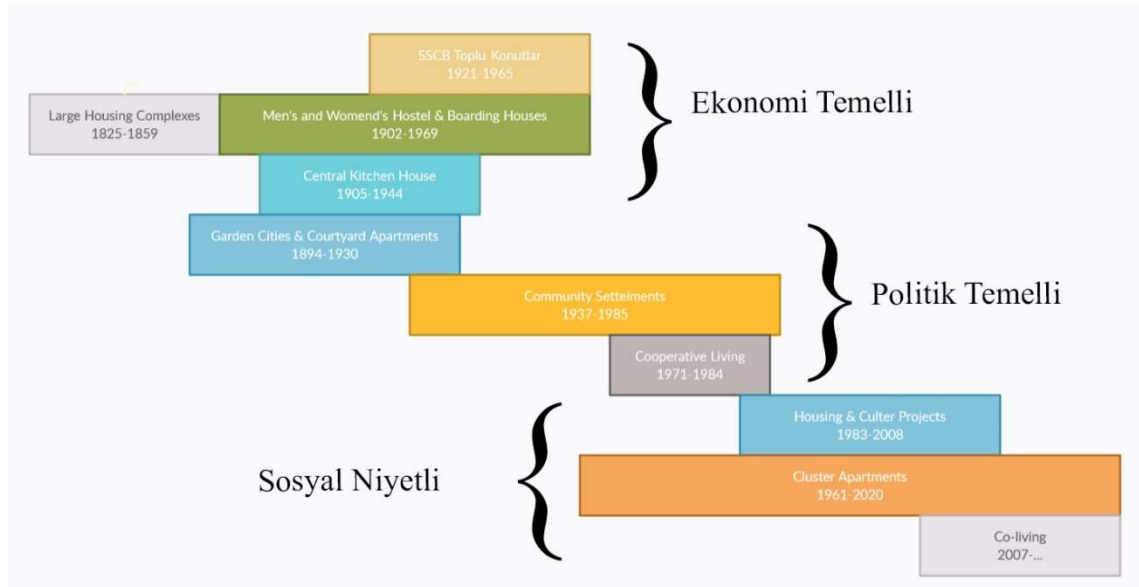 SSCB Toplu Konutlar
1921-1965
Large Housing Complexes
1825-1859
Men's and Womend's Hostel & Boarding Houses
1902-1969
Ekonomi Temelli
Central Kitchen House
1905-1944
Garden Cities & Courtyard Apartments
1894-1930
Community Settelments
1937-1985
Politik Temelli
Cooperative Living
1971-1984
Housing & Culter Projects
1983-2008
Sosyal Niyetli
Cluster Apartments
1961-2020
Co-living
2007-...